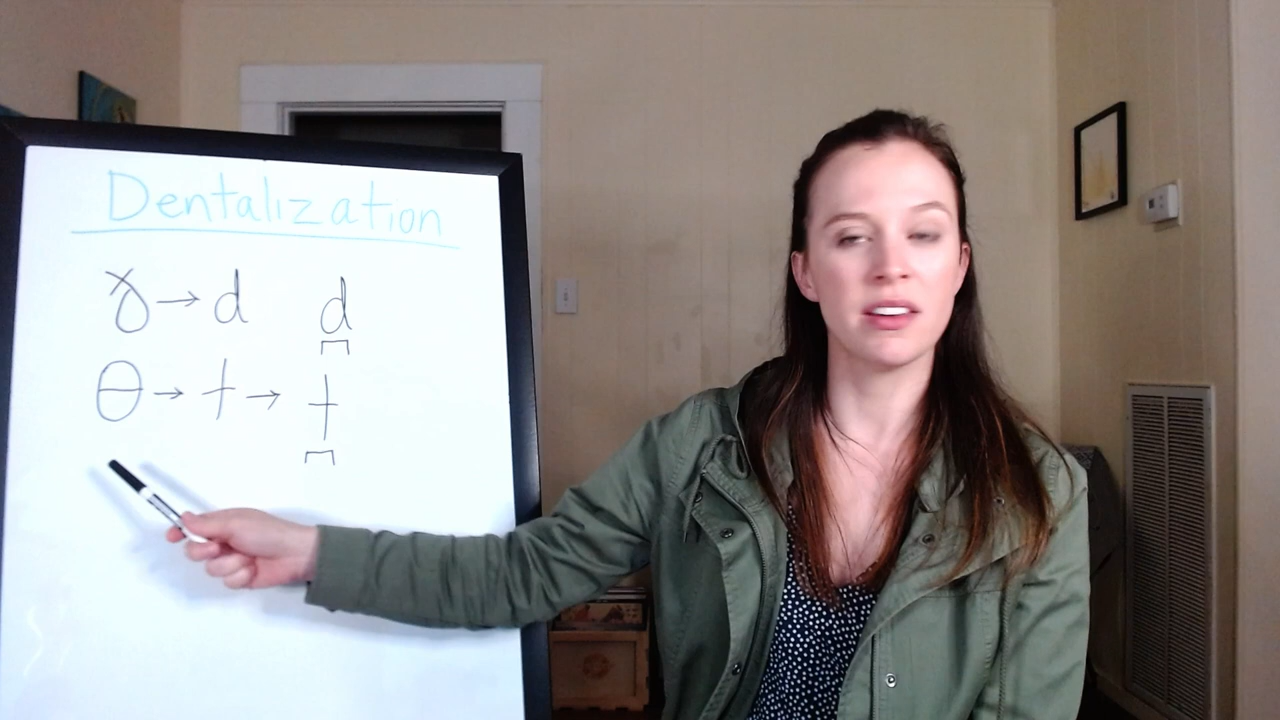 Dentalization
ɣ → d d̪
θ → t → t̪